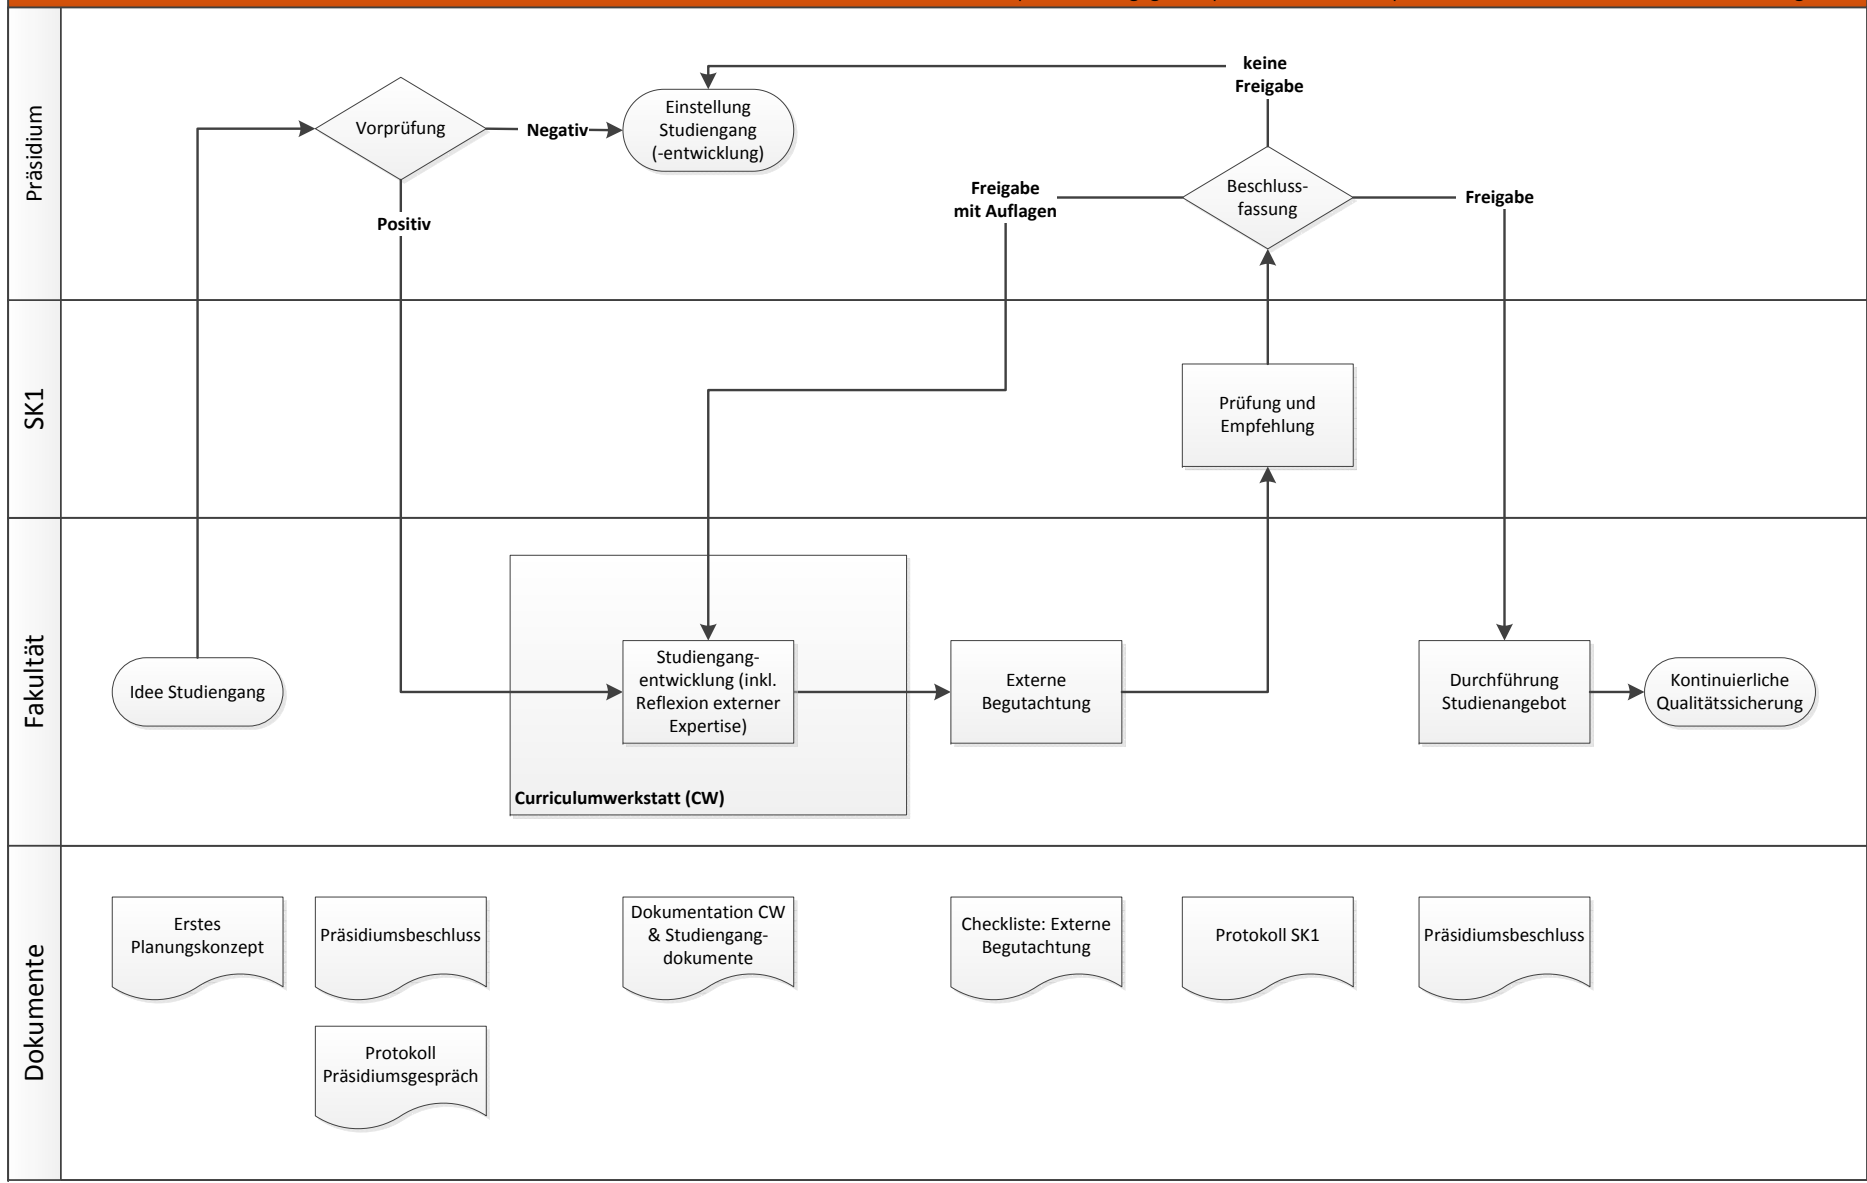 Präsidium
keine
Freigabe
Einstellung
Studiengang
(-entwicklung)
Vorprüfung
Negativ
Positiv
Freigabe
mit Auflagen
Beschluss-
fassung
Freigabe
SK1
Prüfung und
Empfehlung
Fakultät
Idee Studiengang
Studiengang-
entwicklung (inkl.
Reflexion externer
Expertise)
Curriculumwerkstatt (CW)
Externe
Begutachtung
Durchführung
Studienangebot
Kontinuierliche
Qualitätssicherung
Dokumente
Erstes
Planungskonzept
Präsidiumsbeschluss
Dokumentation CW
& Studiengang-
dokumente
Checkliste: Externe
Begutachtung
Protokoll SK1
Präsidiumsbeschluss
Protokoll
Präsidiumsgespräch